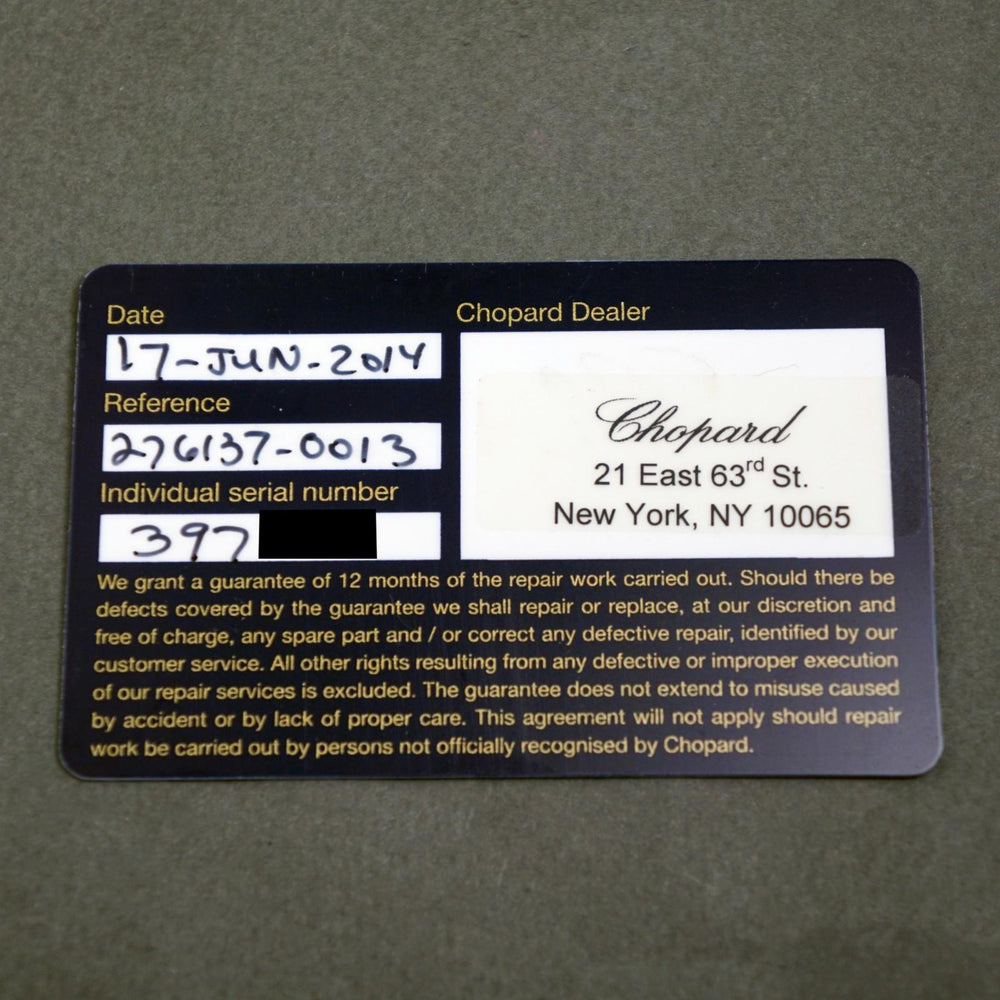 Date
17-JUN-2014
Reference
276137-0013
Individual serial number
397
Chopard Dealer
Chopard
21 East 63rd St.
New York, NY 10065
We grant a guarantee of 12 months of the repair work carried out. Should there be
defects covered by the guarantee we shall repair or replace, at our discretion and
free of charge, any spare part and / or correct any defective repair, identified by our
customer service. All other rights resulting from any defective or improper execution
of our repair services is excluded. The guarantee does not extend to misuse caused
by accident or by lack of proper care. This agreement will not apply should repair
work be carried out by persons not officially recognised by Chopard.